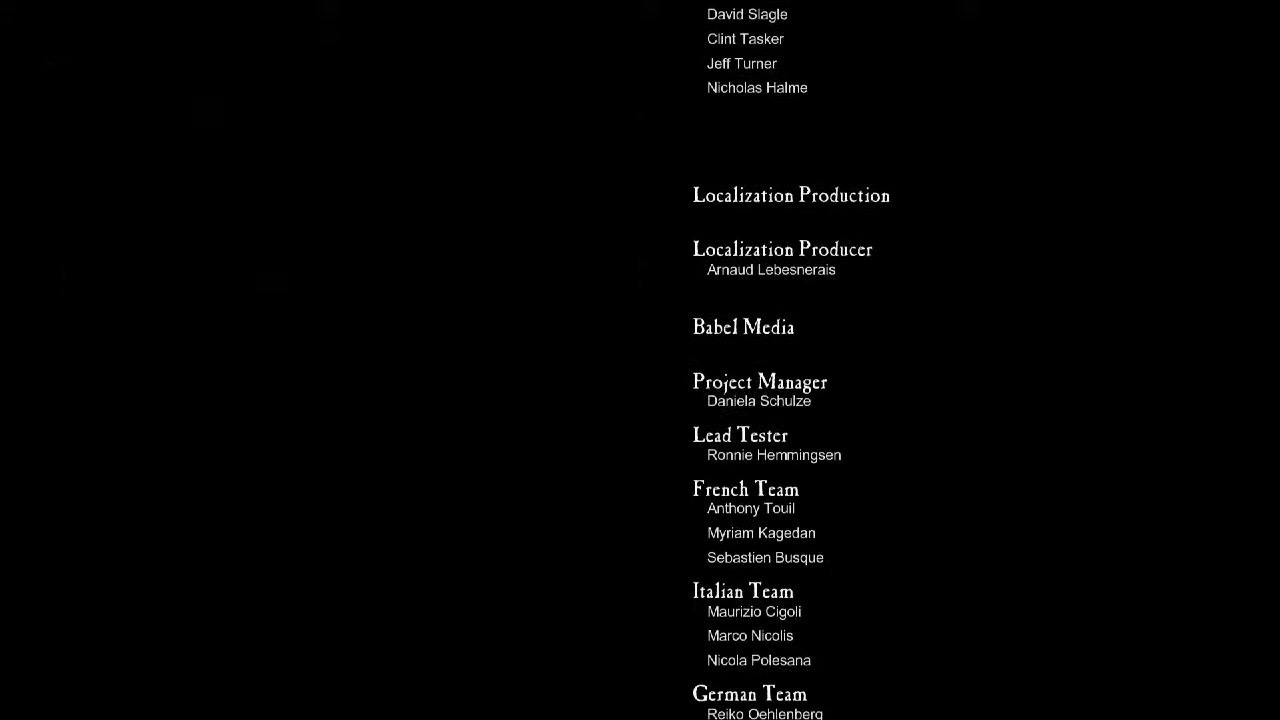 David Slagle
Clint Tasker
Jeff Turner
Nicholas Halme
Localization Production
Localization Producer
Arnaud Lebesnerais
Babel Media
Project Manager
Daniela Schulze
Lead Tester
Ronnie Hemmingsen
French Team
Anthony Touil
Myriam Kagedan
Sebastien Busque
Italian Team
Maurizio Cigoli
Marco Nicolis
Nicola Polesana
German Team
Reiko Oehlenberg